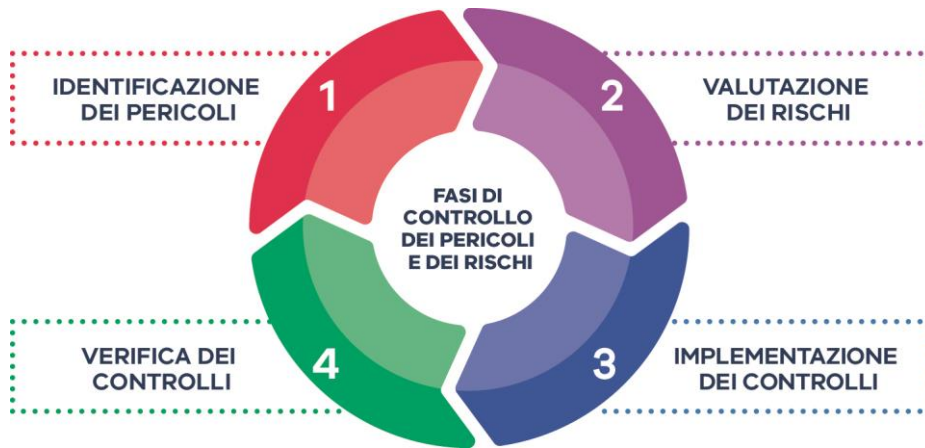 IDENTIFICAZIONE
DEI PERICOLI
1
2
VALUTAZIONE
DEI RISCHI
FASI DI
CONTROLLO
DEI PERICOLI
E DEI RISCHI
VERIFICA DEI
CONTROLLI
4
3
IMPLEMENTAZIONE
DEI CONTROLLI